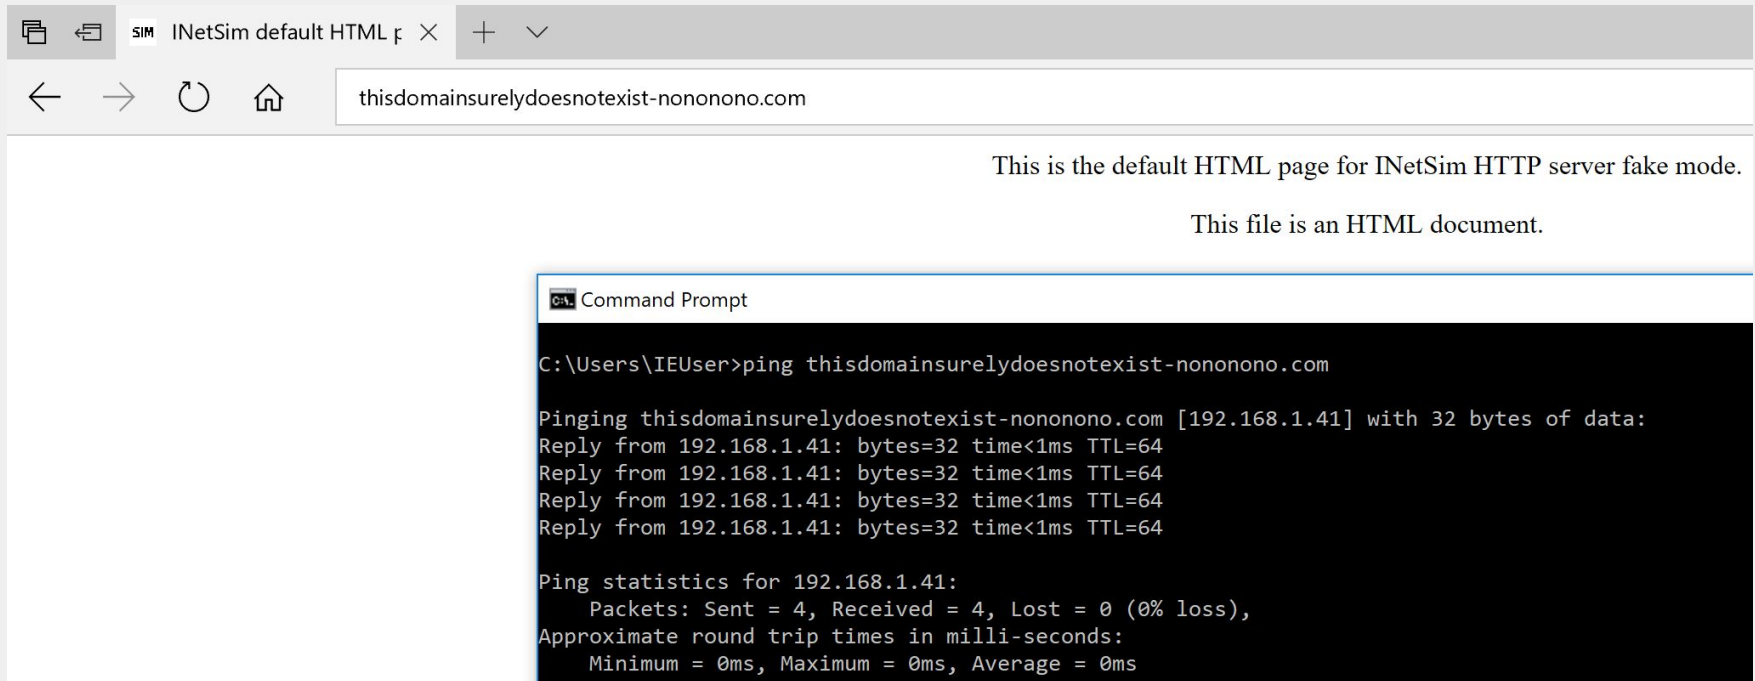 SIM INetSim default HTML p
thisdomainsurelydoesnotexist-nononono.com
This is the default HTML page for INetSim HTTP server fake mode.
This file is an HTML document.
C:\. Command Prompt
C:\Users\IEUser>ping thisdomainsurelydoesnotexist-nononono.com
Pinging thisdomainsurelydoesnotexist-nononono.com [192.168.1.41] with 32 bytes of data:
Reply from 192.168.1.41: bytes=32 time<1ms TTL=64
Reply from 192.168.1.41: bytes=32 time<1ms TTL=64
Reply from 192.168.1.41: bytes=32 time<1ms TTL=64
Reply from 192.168.1.41: bytes=32 time<1ms TTL=64
Ping statistics for 192.168.1.41:
    Packets: Sent = 4, Received = 4, Lost = 0 (0% loss),
Approximate round trip times in milli-seconds:
    Minimum = 0ms, Maximum = 0ms, Average = 0ms